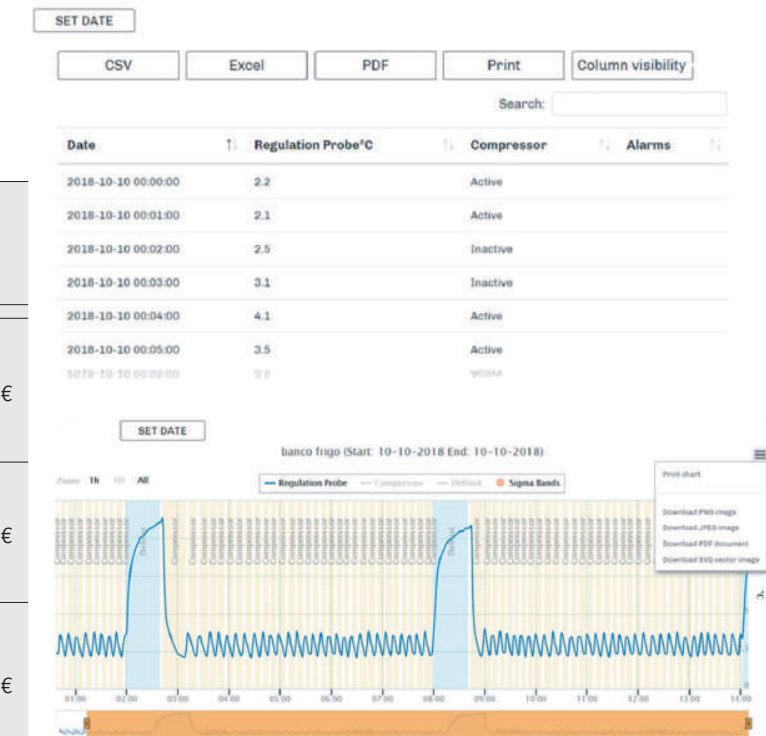 SET DATE
CSV Excel PDF Print Column visibility
Search:
Date Regulation Probe°C Compressor Alarms
2018-10-10 00:00:00 2.2 Active
2018-10-10 00:01:00 2.1 Active
2018-10-10 00:02:00 2.5 Inactive
2018-10-10 00:03:00 3.1 Inactive
2018-10-10 00:04:00 4.1 Active
2018-10-10 00:05:00 3.5 Active
€
SET DATE
banco frigo (Start: 10-10-2018 End: 10-10-2018)
Zoom 1h 1D All
Regulation Probe Compressor Defrost Sigma Bands
Print chart
Download PNG image
Download JPEG image
Download PDF document
Download SVG vector image
€
°C
€
01:00 02:00 03:00 04:00 05:00 06:00 07:00 08:00 09:00 10:00 11:00 12:00 13:00 14:00